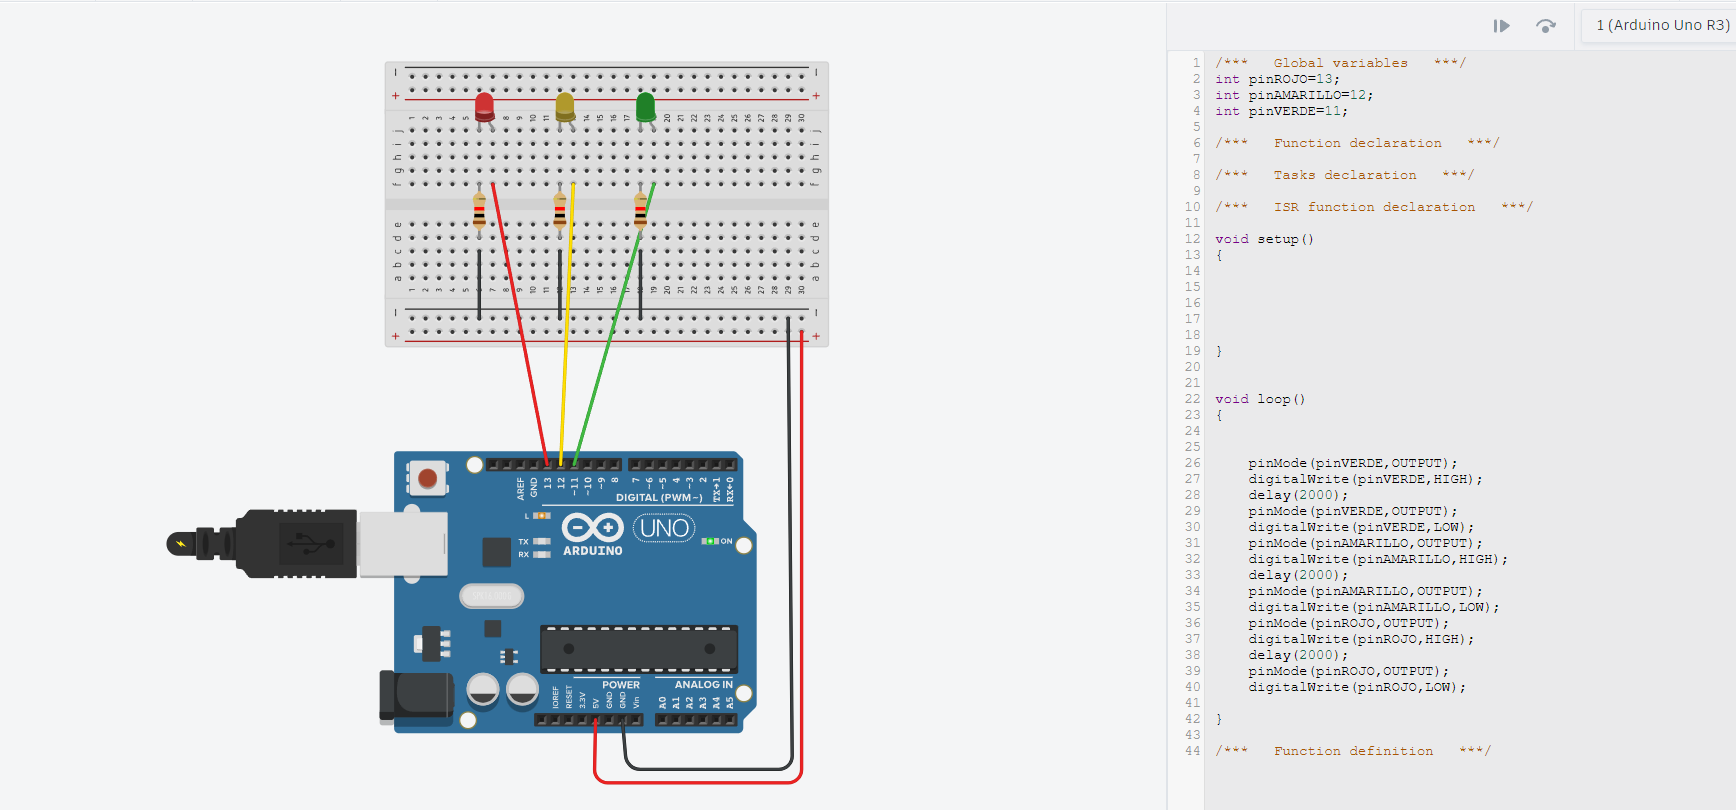 1 (Arduino Uno R3)
1 /***   Global variables   ***/
2 int pinROJO=13;
3 int pinAMARILLO=12;
4 int pinVERDE=11;
5
6 /***   Function declaration   ***/
7
8 /***   Tasks declaration   ***/
9
10 /***   ISR function declaration   ***/
11
12 void setup()
13 {
14
15
16
17
18
19 }
20
21
22 void loop()
23 {
24
25
26     pinMode(pinVERDE,OUTPUT);
27     digitalWrite(pinVERDE,HIGH);
28     delay(2000);
29     pinMode(pinVERDE,OUTPUT);
30     digitalWrite(pinVERDE,LOW);
31     pinMode(pinAMARILLO,OUTPUT);
32     digitalWrite(pinAMARILLO,HIGH);
33     delay(2000);
34     pinMode(pinAMARILLO,OUTPUT);
35     digitalWrite(pinAMARILLO,LOW);
36     pinMode(pinROJO,OUTPUT);
37     digitalWrite(pinROJO,HIGH);
38     delay(2000);
39     pinMode(pinROJO,OUTPUT);
40     digitalWrite(pinROJO,LOW);
41
42 }
43
44 /***   Function definition   ***/
AREF GND 13 12 ~11 ~10 ~9 8 7 ~6 ~5 4 ~3 2 TX→1 RX←0
DIGITAL (PWM~)
L
TX
RX
ARDUINO
UNO
ON
POWER
ANALOG IN
IOREF RESET 3.3V 5V GND GND Vin A0 A1 A2 A3 A4 A5